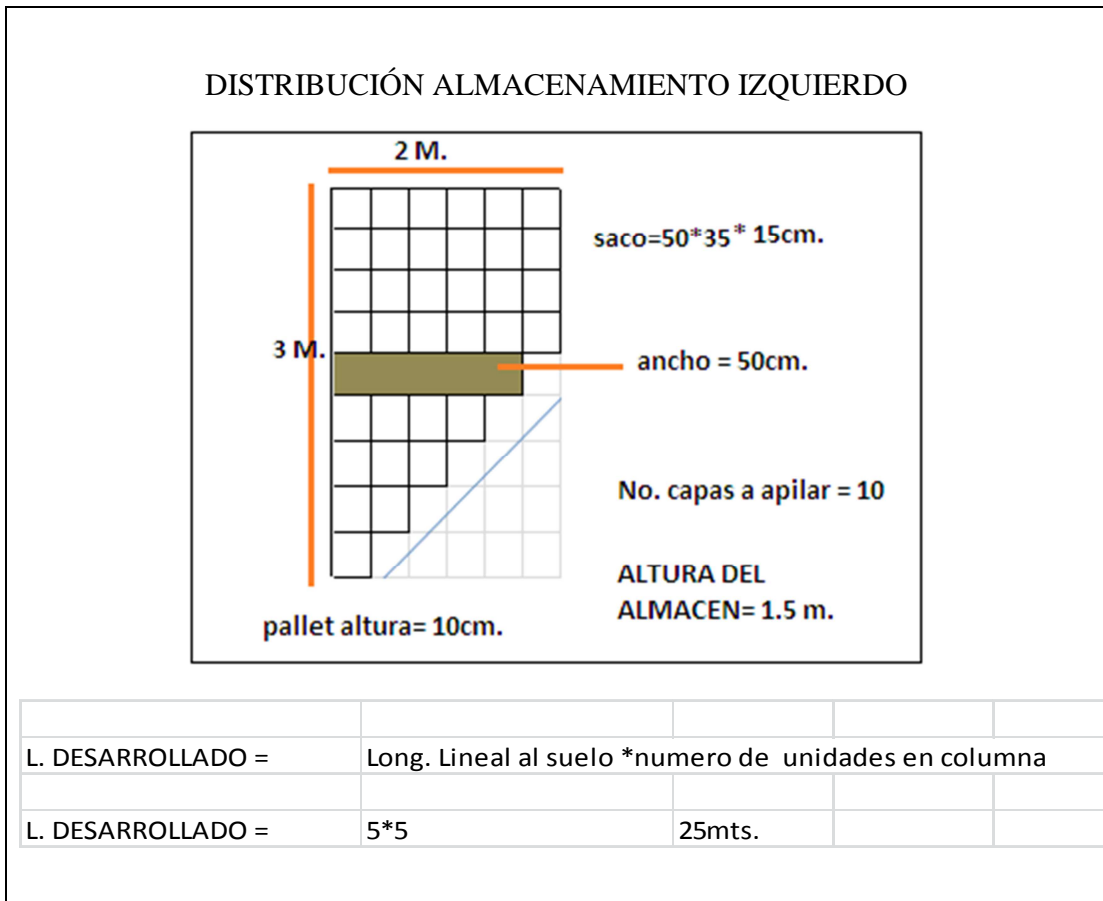 DISTRIBUCIÓN ALMACENAMIENTO IZQUIERDO
2 M.
saco=50*35* 15cm.
3 M.
ancho = 50cm.
No. capas a apilar = 10
ALTURA DEL
ALMACEN= 1.5 m.
pallet altura= 10cm.
L. DESARROLLADO = Long. Lineal al suelo *numero de unidades en columna
L. DESARROLLADO = 5*5 25mts.